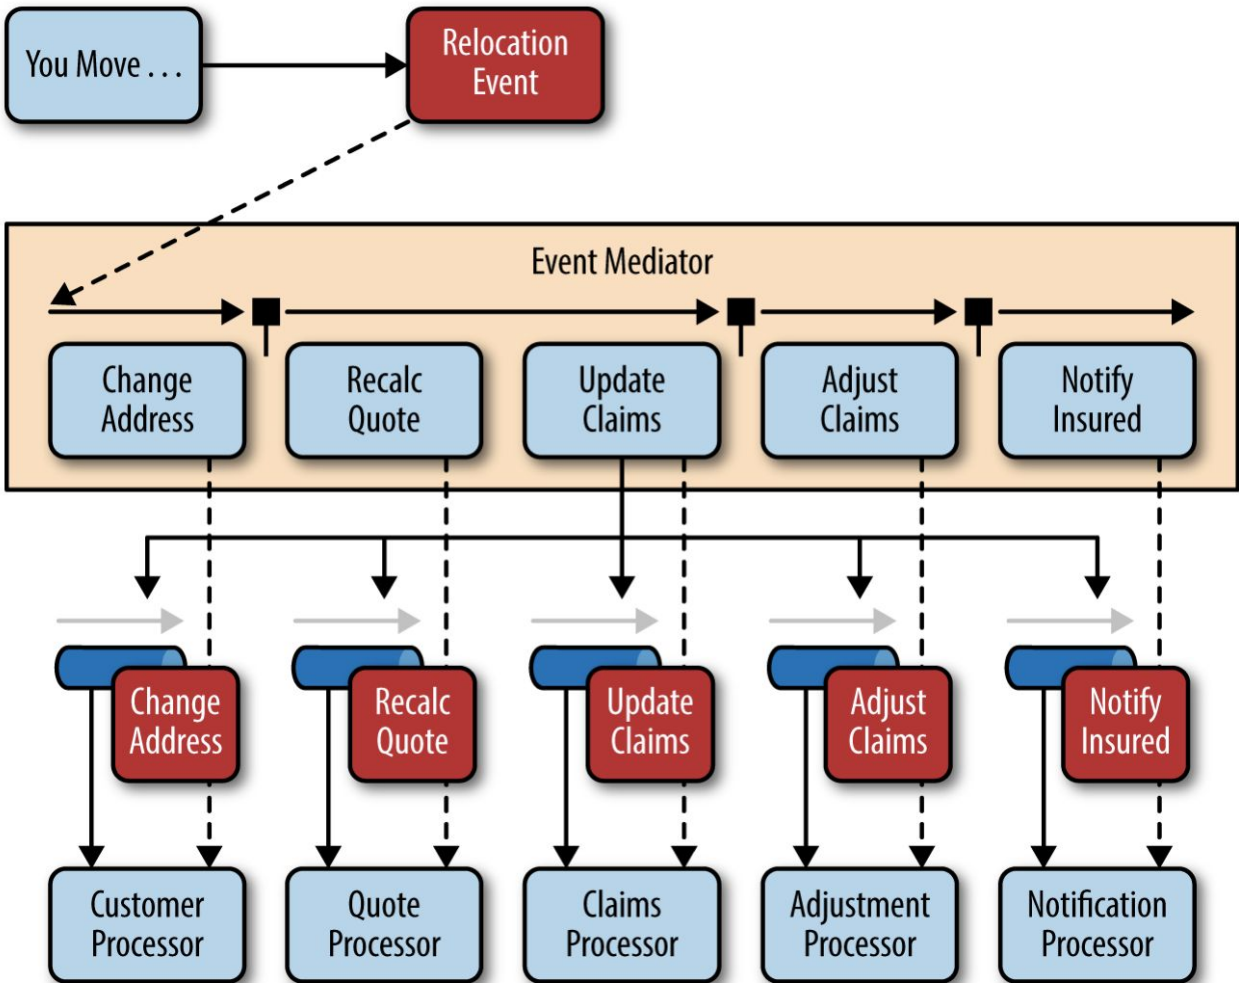 You Move . . .
Relocation
Event
Event Mediator
Change
Address
Recalc
Quote
Update
Claims
Adjust
Claims
Notify
Insured
Change
Address
Recalc
Quote
Update
Claims
Adjust
Claims
Notify
Insured
Customer
Processor
Quote
Processor
Claims
Processor
Adjustment
Processor
Notification
Processor